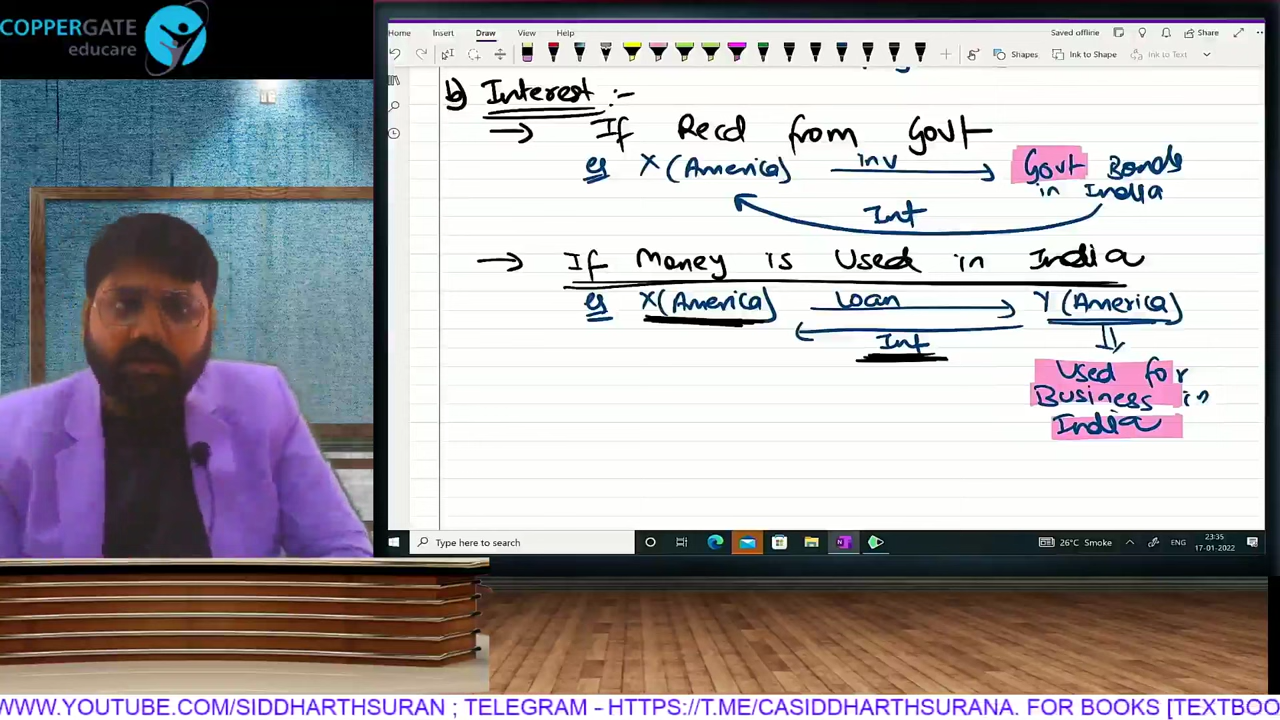 COPPERGATE
educare
Home Insert Draw View Help
Saved offline
Share
Shapes
Ink to Shape
Ink to Text
b) Interest :-
→ If Recd from Govt
eg X (America) inv → Govt Bonds
in India
Int
→ If Money is Used in India
eg X (America) Loan → Y (America)
Int
Used for
Business in
India
Type here to search
26°C Smoke
ENG
23:35
17-01-2022
WWW.YOUTUBE.COM/SIDDHARTHSURAN ; TELEGRAM - HTTPS://T.ME/CASIDDHARTHSURANA. FOR BOOKS [TEXTBOO